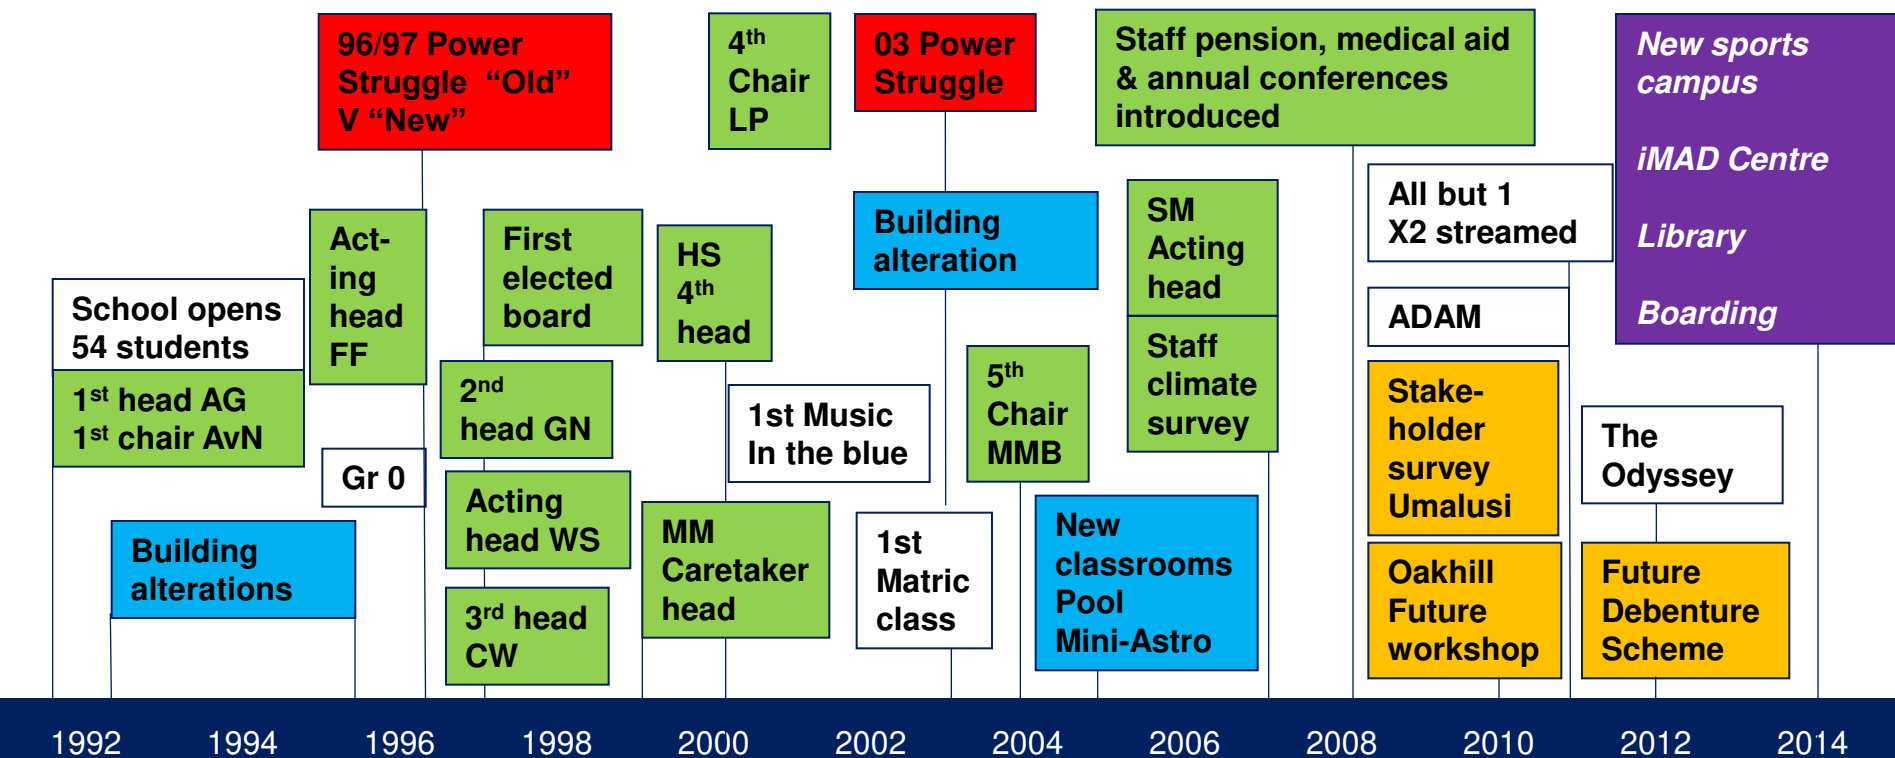 96/97 Power
Struggle “Old”
V “New”
4th
Chair
LP
03 Power
Struggle
Staff pension, medical aid
& annual conferences
introduced
New sports
campus
iMAD Centre
Library
Boarding
All but 1
X2 streamed
School opens
54 students
1st head AG
1st chair AvN
Act-
ing
head
FF
First
elected
board
HS
4th
head
Building
alteration
SM
Acting
head
Staff
climate
survey
ADAM
2nd
head GN
1st Music
In the blue
5th
Chair
MMB
Stake-
holder
survey
Umalusi
The
Odyssey
Gr 0
Acting
head WS
Building
alterations
3rd head
CW
MM
Caretaker
head
1st
Matric
class
New
classrooms
Pool
Mini-Astro
Oakhill
Future
workshop
Future
Debenture
Scheme
1992 1994 1996 1998 2000 2002 2004 2006 2008 2010 2012 2014